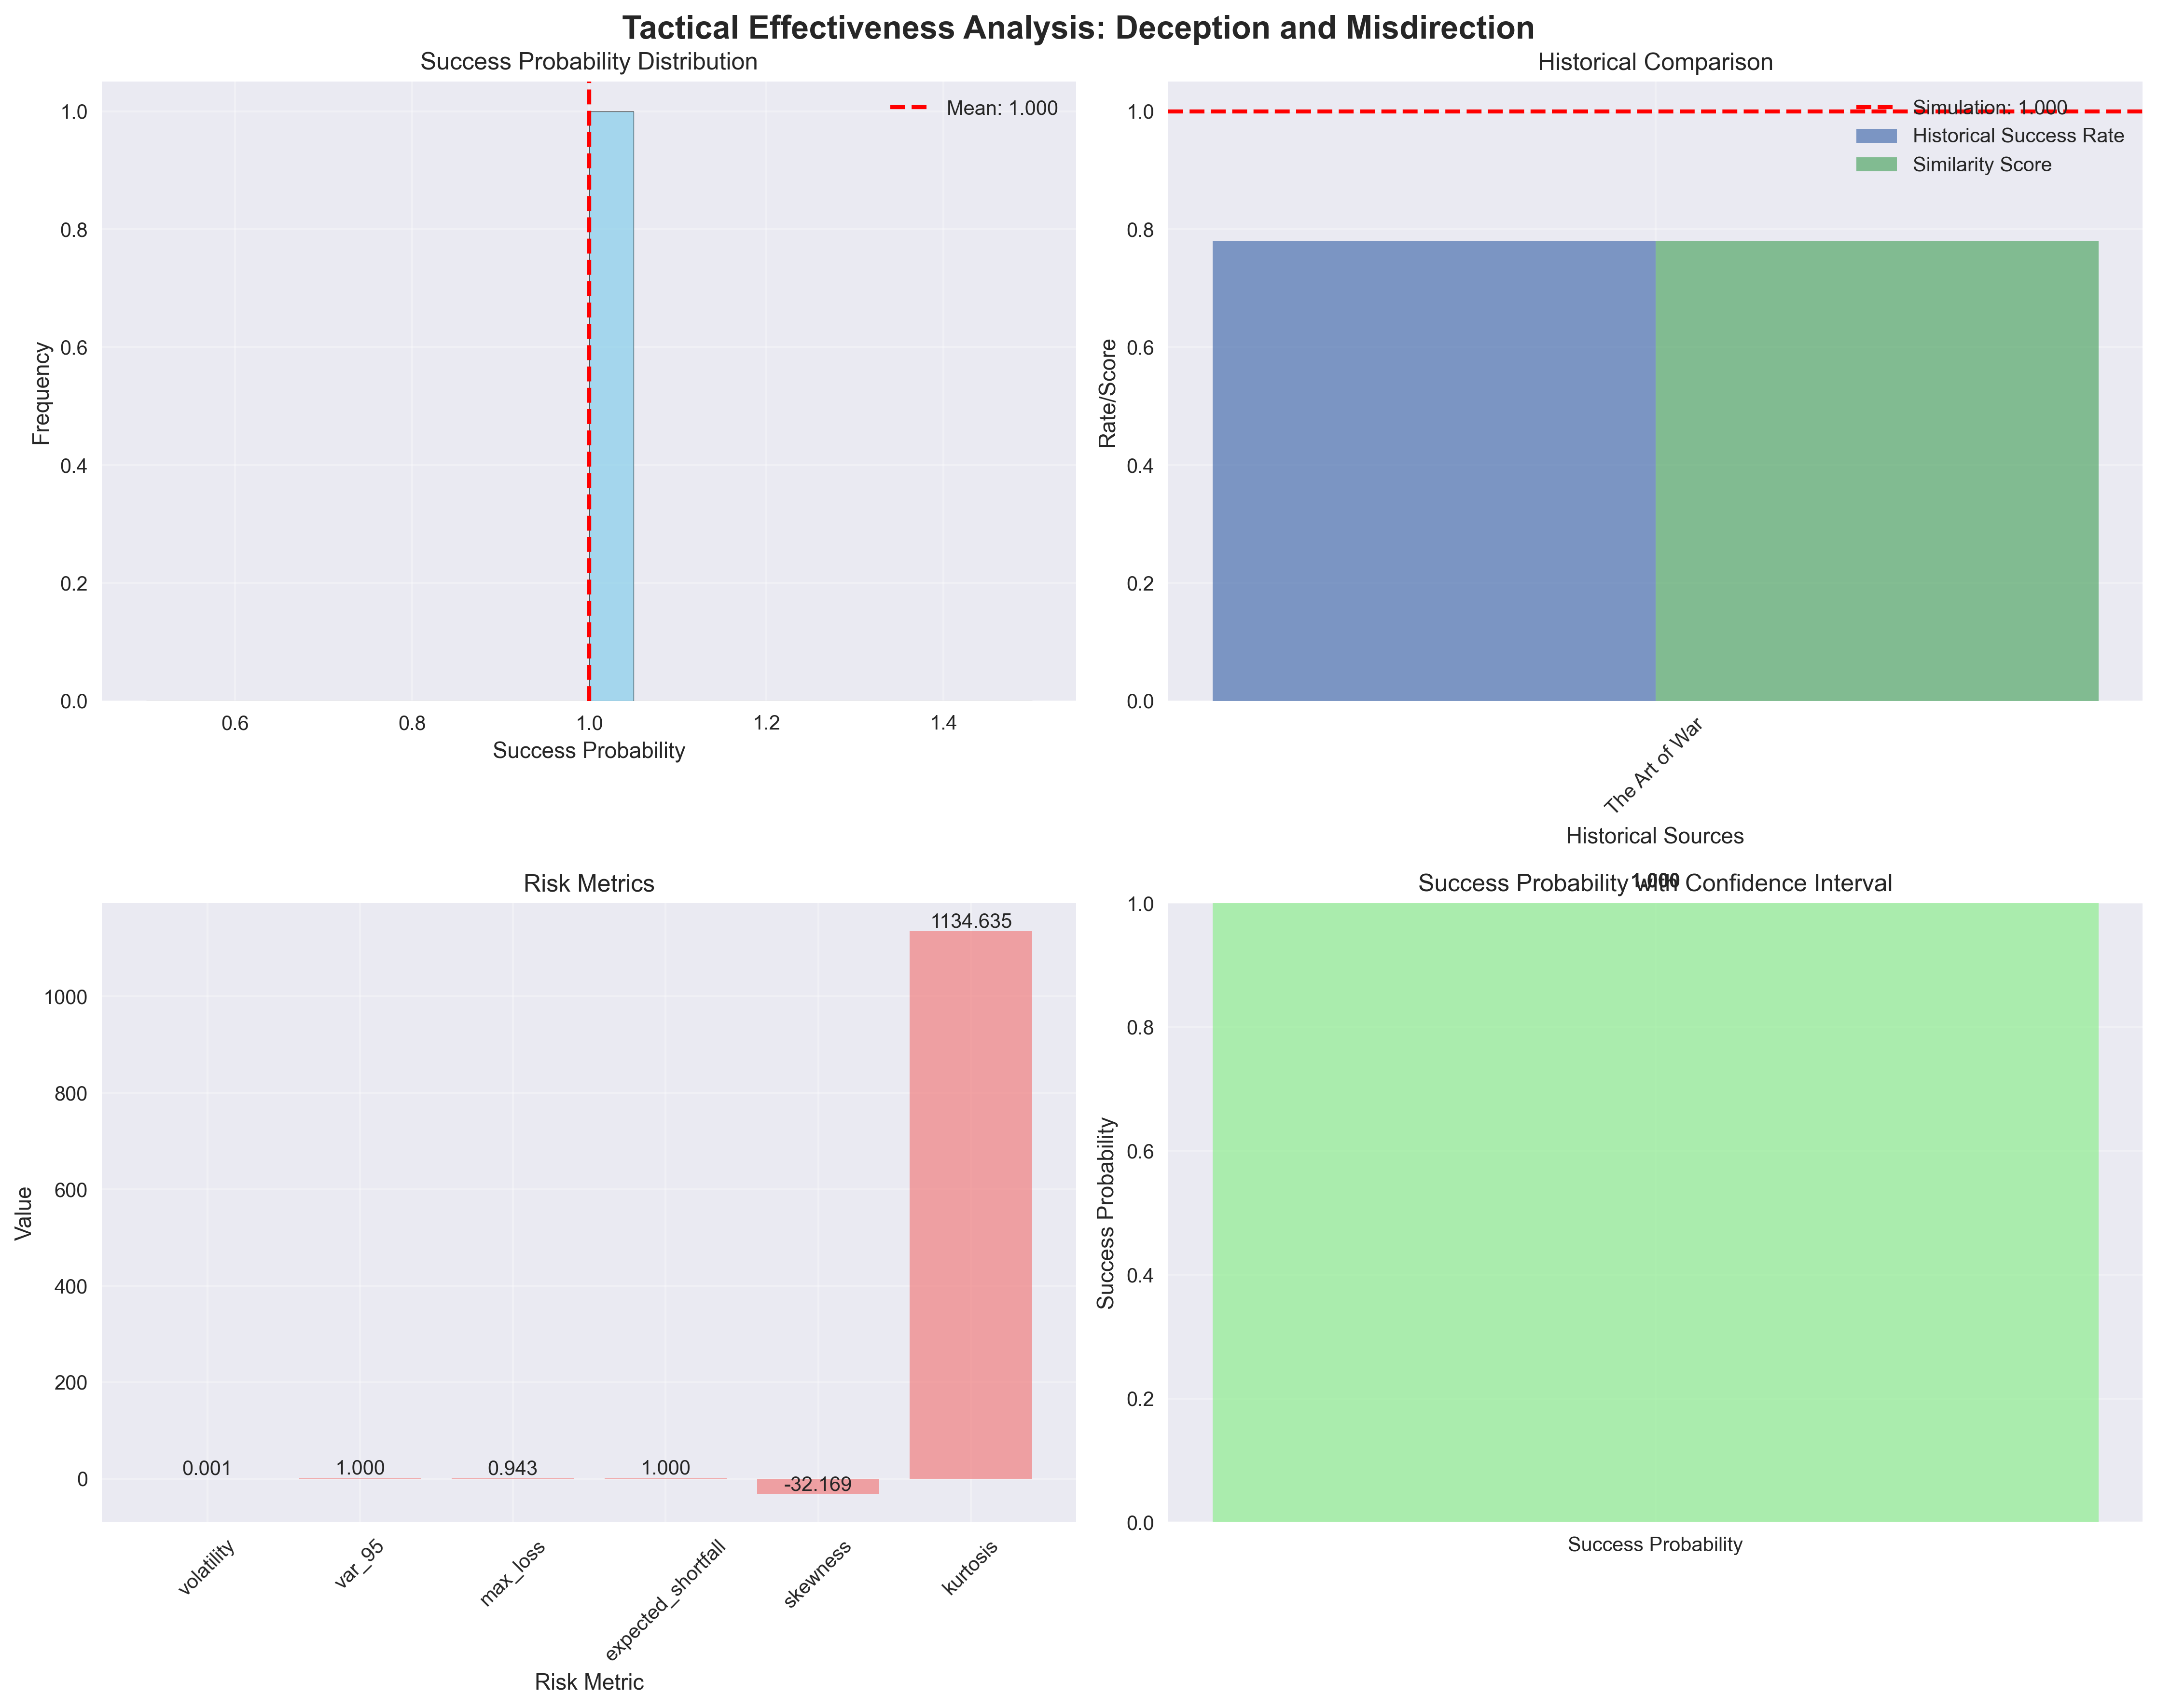 Tactical Effectiveness Analysis: Deception and Misdirection
Success Probability Distribution
Mean: 1.000
Frequency
1.0
0.8
0.6
0.4
0.2
0.0
0.6
0.8
1.0
1.2
1.4
Success Probability
Historical Comparison
Simulation: 1.000
Historical Success Rate
Similarity Score
Rate/Score
1.0
0.8
0.6
0.4
0.2
0.0
The Art of War
Historical Sources
Risk Metrics
Value
1000
800
600
400
200
0
0.001
1.000
0.943
1.000
-32.169
1134.635
volatility
var_95
max_loss
expected_shortfall
skewness
kurtosis
Risk Metric
Success Probability with Confidence Interval
1.000
Success Probability
1.0
0.8
0.6
0.4
0.2
0.0
Success Probability